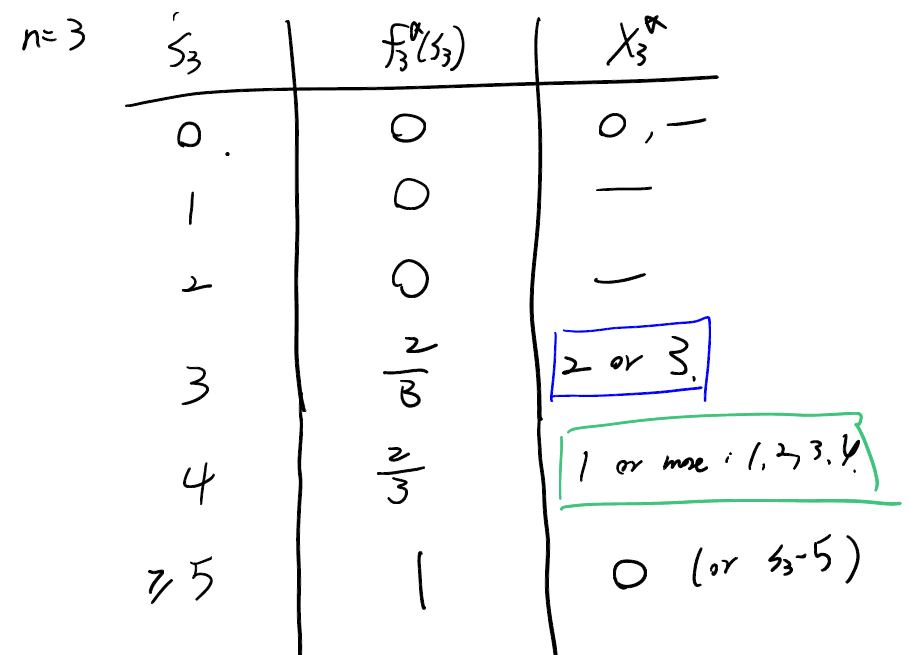 n=3 s₃ f₃*(s₃) x₃*
0. 0 0, —
1 0 —
2 0 —
3 2/3 2 or 3.
4 2/3 1 or more : 1, 2, 3, 4.
≥5 1 0 (or s₃-5)